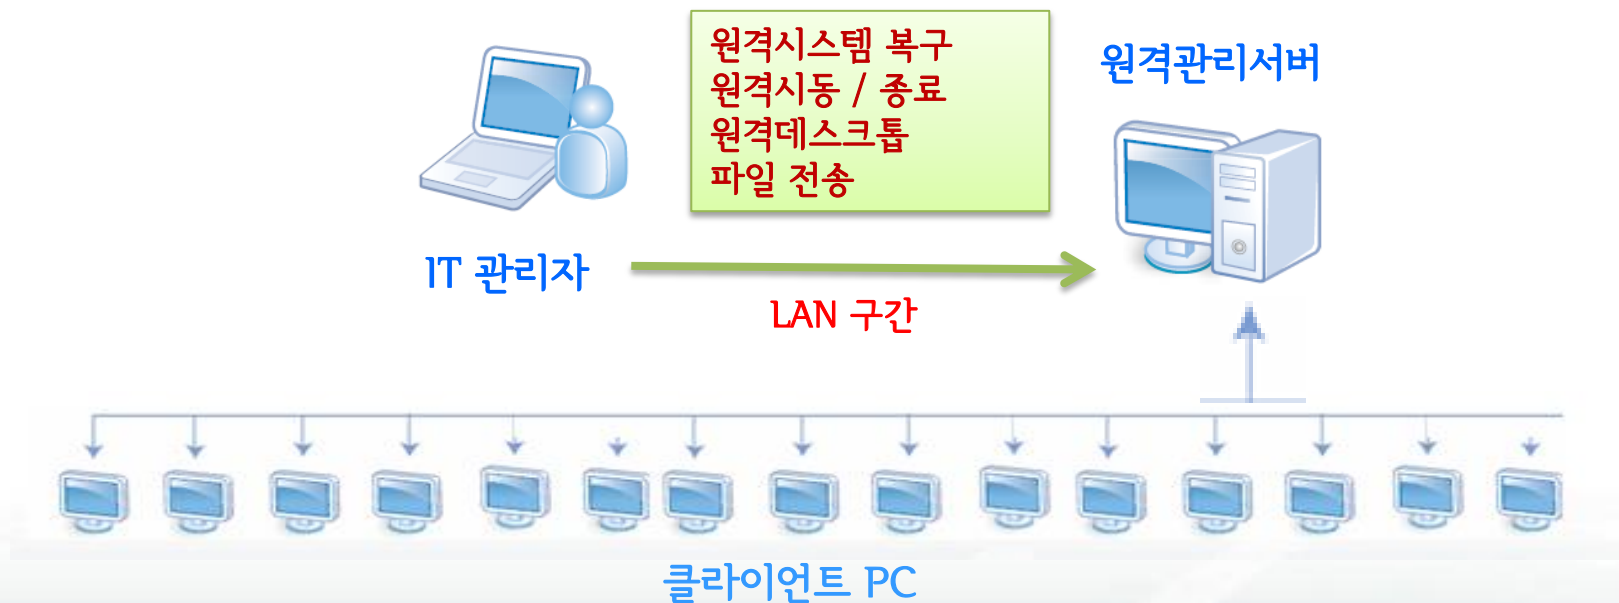 원격시스템 복구
원격시동 / 종료
원격데스크톱
파일 전송
원격관리서버
IT 관리자
LAN 구간
클라이언트 PC